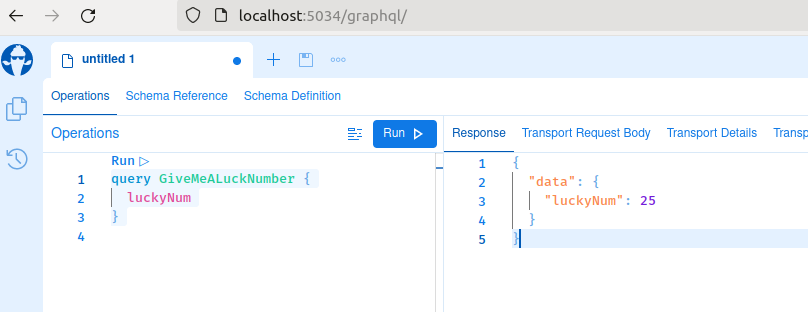 localhost:5034/graphql/
untitled 1
Operations Schema Reference Schema Definition
Operations Run
Run
1 query GiveMeALuckNumber {
2 luckyNum
3 }
4
Response Transport Request Body Transport Details Transp
1 {
2 "data": {
3 "luckyNum": 25
4 }
5 }